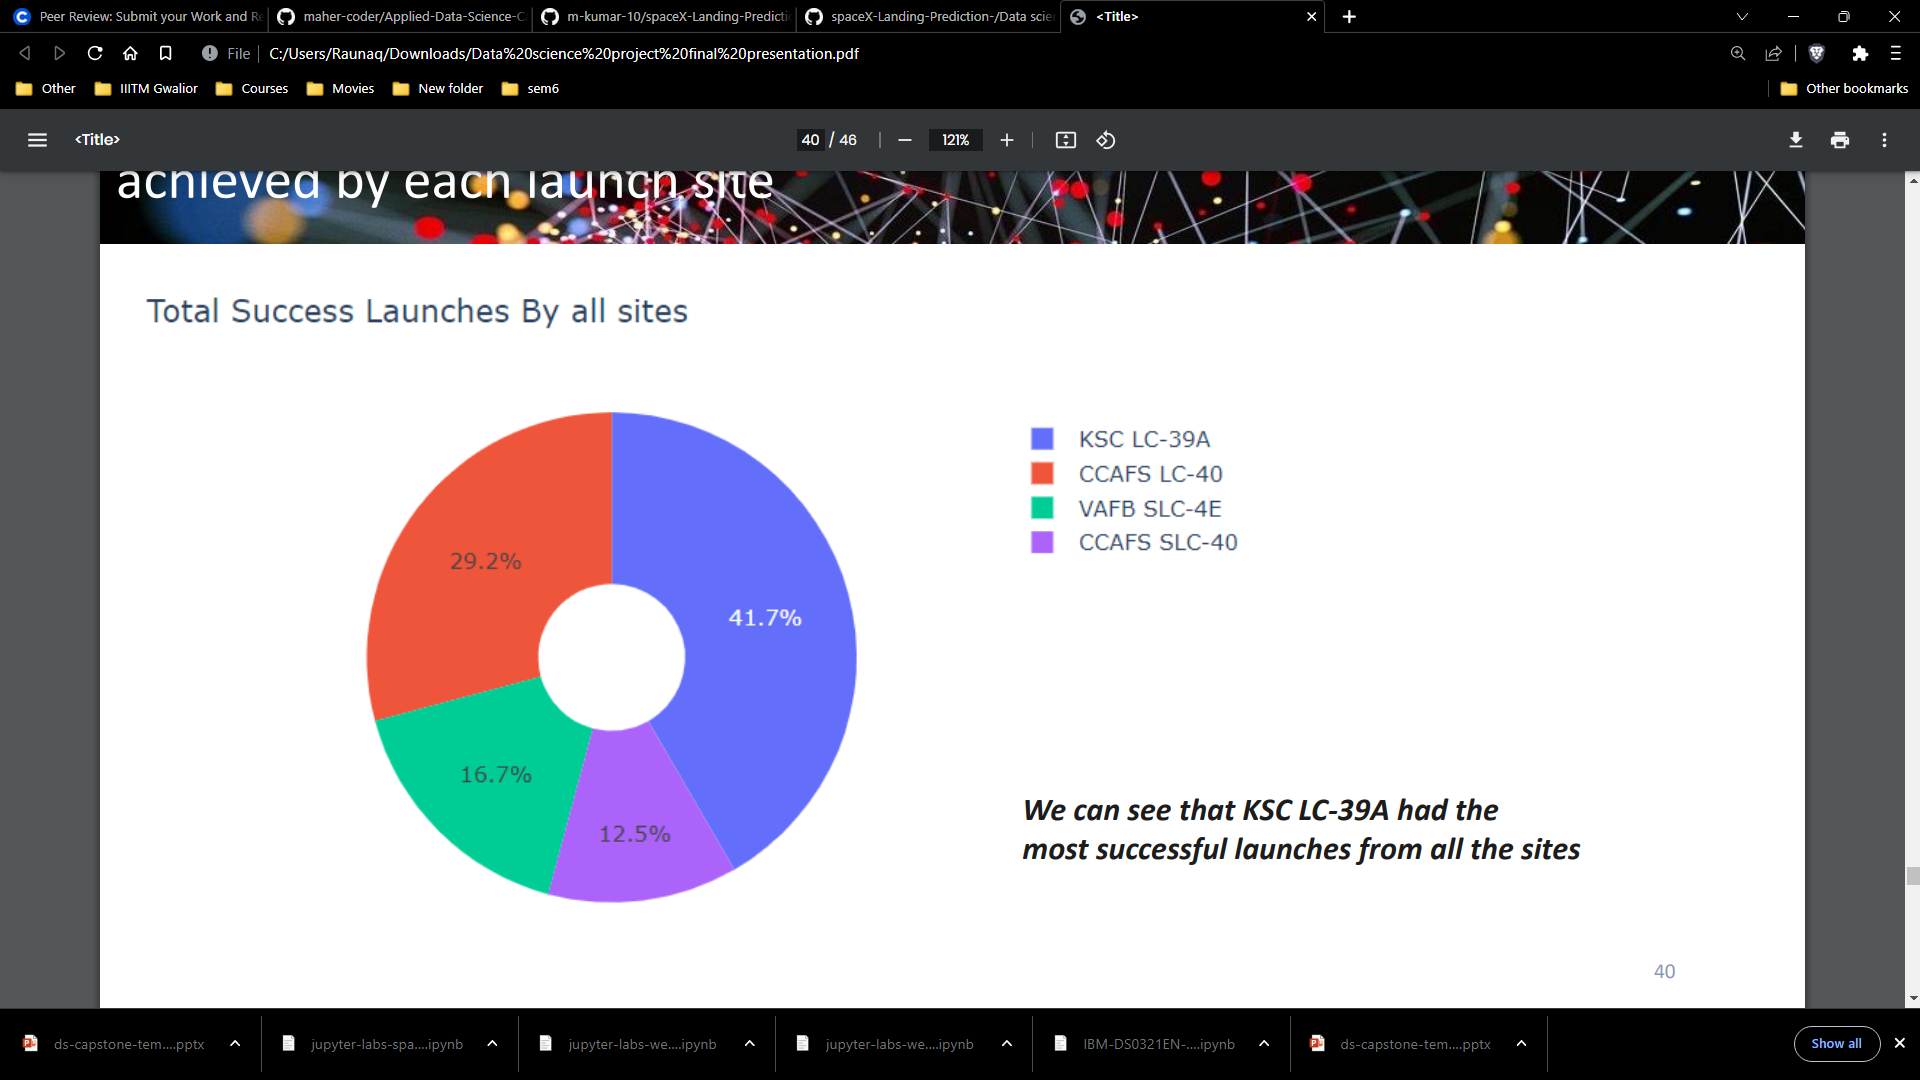 Peer Review: Submit your Work and Re
maher-coder/Applied-Data-Science-C
m-kumar-10/spaceX-Landing-Predicti
spaceX-Landing-Prediction-/Data scie
<Title>
File
C:/Users/Raunaq/Downloads/Data%20science%20project%20final%20presentation.pdf
Other
IIITM Gwalior
Courses
Movies
New folder
sem6
Other bookmarks
<Title>
40 / 46
121%
achieved by each launch site
Total Success Launches By all sites
KSC LC-39A
CCAFS LC-40
VAFB SLC-4E
CCAFS SLC-40
29.2%
41.7%
16.7%
12.5%
We can see that KSC LC-39A had the
most successful launches from all the sites
40
ds-capstone-tem....pptx
jupyter-labs-spa....ipynb
jupyter-labs-we....ipynb
jupyter-labs-we....ipynb
IBM-DS0321EN-....ipynb
ds-capstone-tem....pptx
Show all